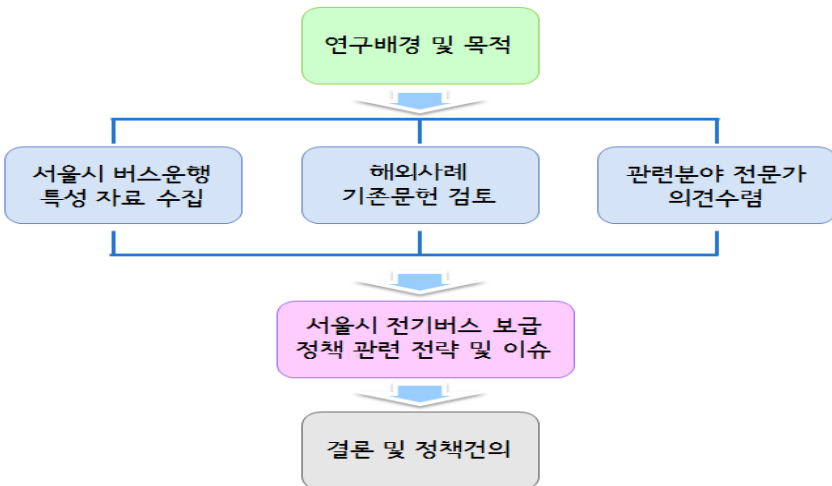 연구배경 및 목적
서울시 버스운행
특성 자료 수집
해외사례
기존문헌 검토
관련분야 전문가
의견수렴
서울시 전기버스 보급
정책 관련 전략 및 이슈
결론 및 정책건의